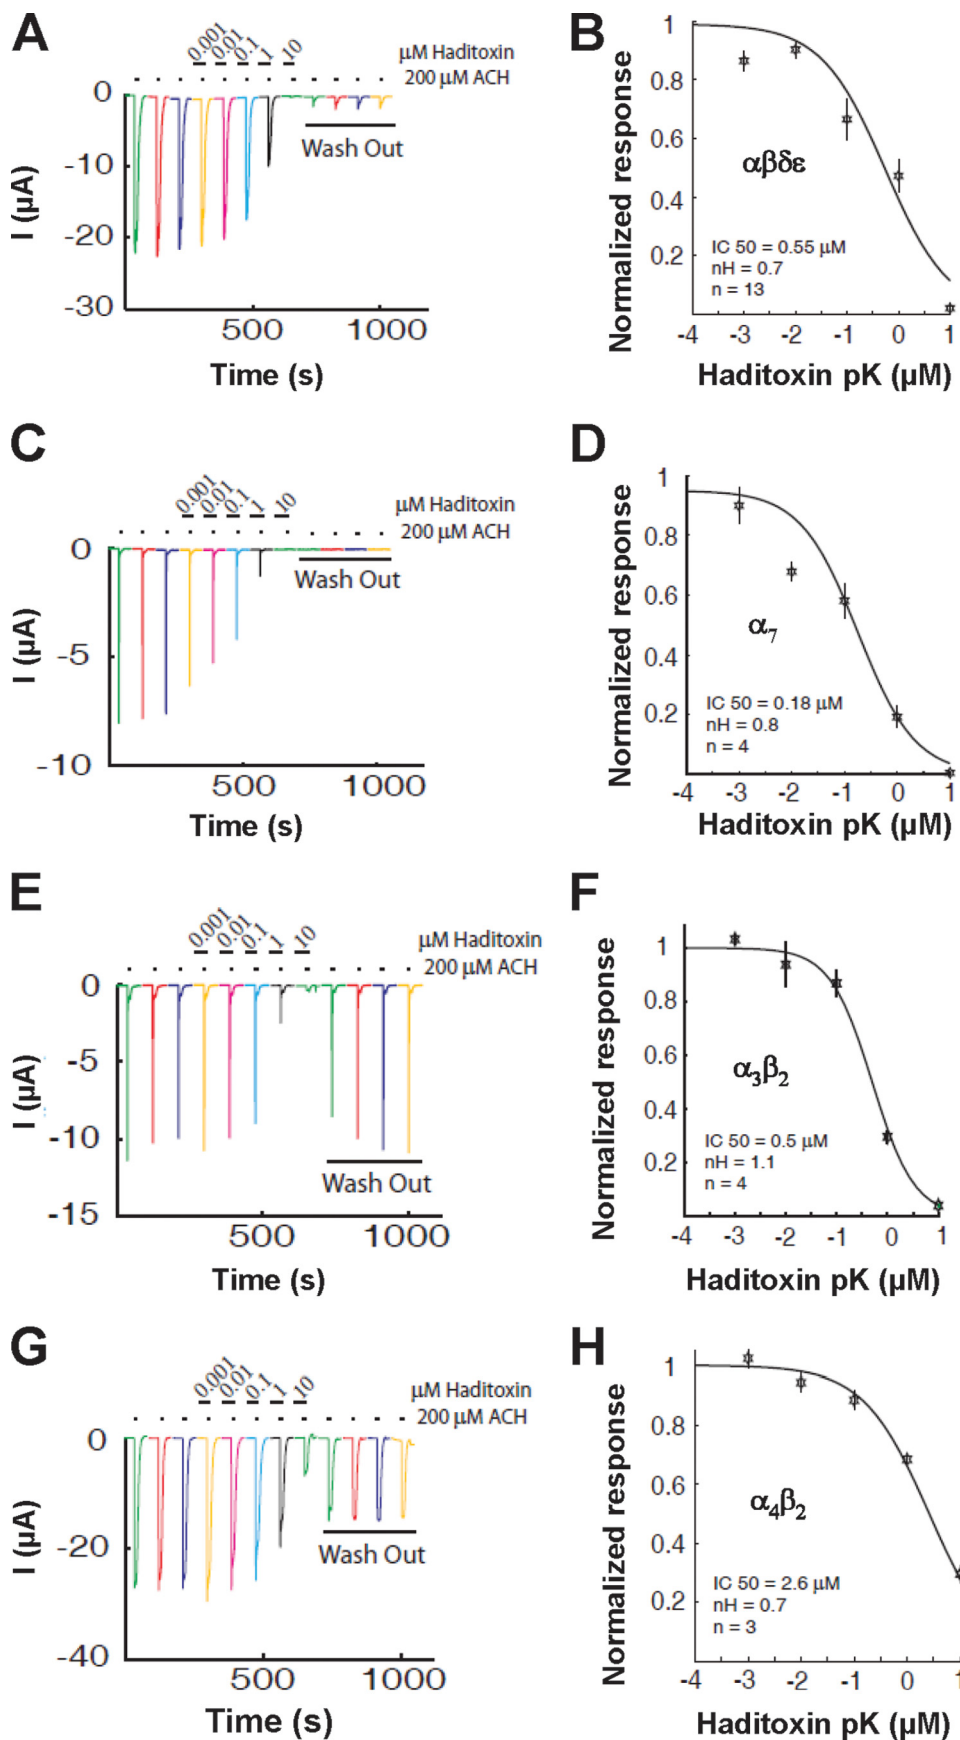 A
0.001
0.01
0.1
1
10
μM Haditoxin
200 μM ACH
0
-10
-20
-30
I (μA)
Wash Out
500
1000
Time (s)
B
1
0.8
0.6
0.4
0.2
Normalized response
αβδε
IC 50 = 0.55 μM
nH = 0.7
n = 13
-4
-3
-2
-1
0
1
Haditoxin pK (μM)
C
0.001
0.01
0.1
1
10
μM Haditoxin
200 μM ACH
0
-5
-10
I (μA)
Wash Out
500
1000
Time (s)
D
1
0.8
0.6
0.4
0.2
Normalized response
α7
IC 50 = 0.18 μM
nH = 0.8
n = 4
-4
-3
-2
-1
0
1
Haditoxin pK (μM)
E
0.001
0.01
0.1
1
10
μM Haditoxin
200 μM ACH
0
-5
-10
-15
I (μA)
Wash Out
500
1000
Time (s)
F
1
0.8
0.6
0.4
0.2
Normalized response
α3β2
IC 50 = 0.5 μM
nH = 1.1
n = 4
-4
-3
-2
-1
0
1
Haditoxin pK (μM)
G
0.001
0.01
0.1
1
10
μM Haditoxin
200 μM ACH
0
-20
-40
I (μA)
Wash Out
500
1000
Time (s)
H
1
0.8
0.6
0.4
0.2
Normalized response
α4β2
IC 50 = 2.6 μM
nH = 0.7
n = 3
-4
-3
-2
-1
0
1
Haditoxin pK (μM)